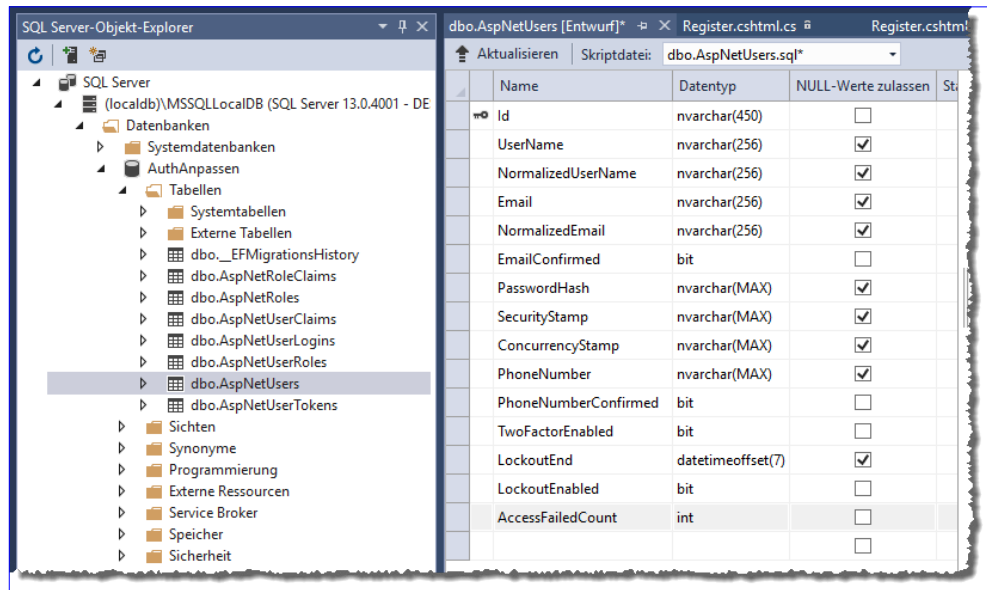 SQL Server-Objekt-Explorer
SQL Server
(localdb)\MSSQLLocalDB (SQL Server 13.0.4001 - DE
Datenbanken
Systemdatenbanken
AuthAnpassen
Tabellen
Systemtabellen
Externe Tabellen
dbo.__EFMigrationsHistory
dbo.AspNetRoleClaims
dbo.AspNetRoles
dbo.AspNetUserClaims
dbo.AspNetUserLogins
dbo.AspNetUserRoles
dbo.AspNetUsers
dbo.AspNetUserTokens
Sichten
Synonyme
Programmierung
Externe Ressourcen
Service Broker
Speicher
Sicherheit
dbo.AspNetUsers [Entwurf]* Register.cshtml.cs Register.cshtml
Aktualisieren Skriptdatei: dbo.AspNetUsers.sql*
Name Datentyp NULL-Werte zulassen Sta
Id nvarchar(450)
UserName nvarchar(256)
NormalizedUserName nvarchar(256)
Email nvarchar(256)
NormalizedEmail nvarchar(256)
EmailConfirmed bit
PasswordHash nvarchar(MAX)
SecurityStamp nvarchar(MAX)
ConcurrencyStamp nvarchar(MAX)
PhoneNumber nvarchar(MAX)
PhoneNumberConfirmed bit
TwoFactorEnabled bit
LockoutEnd datetimeoffset(7)
LockoutEnabled bit
AccessFailedCount int